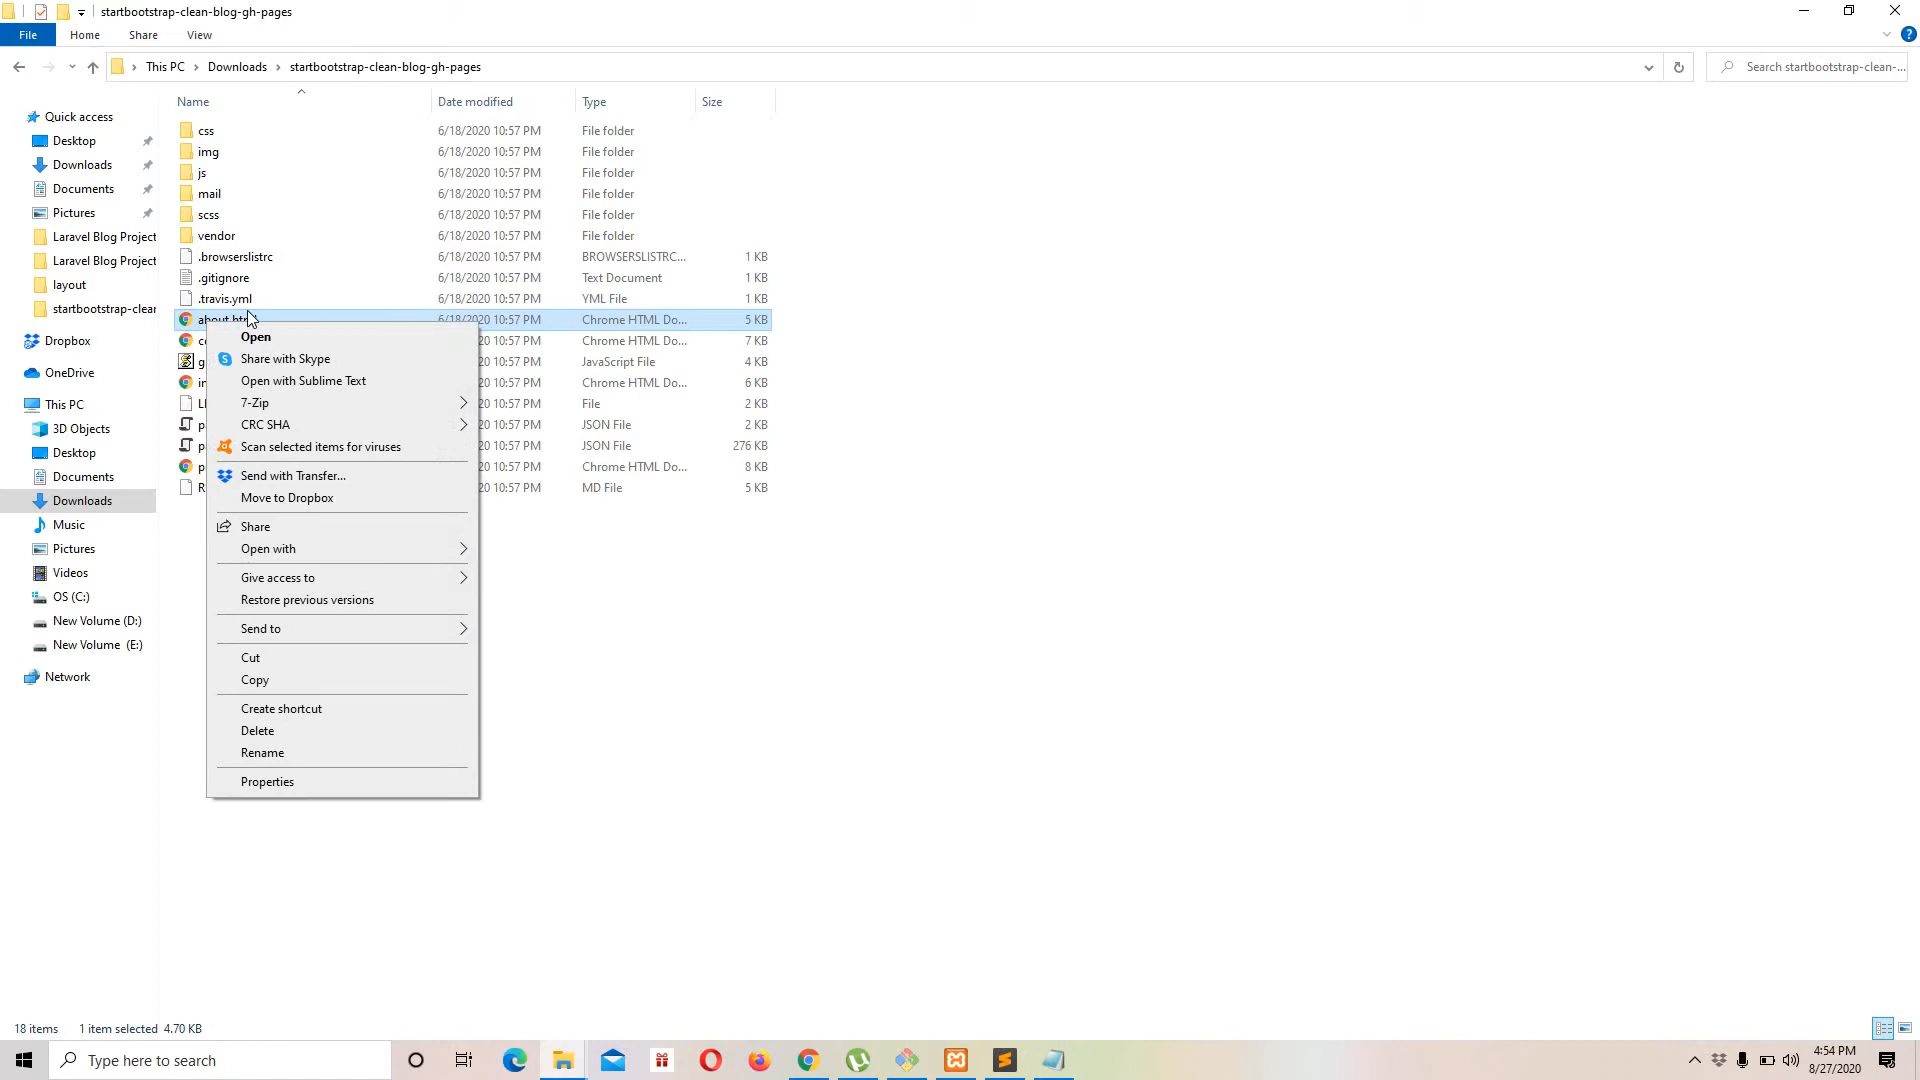 startbootstrap-clean-blog-gh-pages
File Home Share View
This PC Downloads startbootstrap-clean-blog-gh-pages
Search startbootstrap-clean-...
Name Date modified Type Size
Quick access
Desktop
Downloads
Documents
Pictures
Laravel Blog Project
Laravel Blog Project
layout
startbootstrap-clear
Dropbox
OneDrive
This PC
3D Objects
Desktop
Documents
Downloads
Music
Pictures
Videos
OS (C:)
New Volume (D:)
New Volume (E:)
Network
css 6/18/2020 10:57 PM File folder
img 6/18/2020 10:57 PM File folder
js 6/18/2020 10:57 PM File folder
mail 6/18/2020 10:57 PM File folder
scss 6/18/2020 10:57 PM File folder
vendor 6/18/2020 10:57 PM File folder
.browserslistrc 6/18/2020 10:57 PM BROWSERSLISTRC... 1 KB
.gitignore 6/18/2020 10:57 PM Text Document 1 KB
.travis.yml 6/18/2020 10:57 PM YML File 1 KB
about.html 6/18/2020 10:57 PM Chrome HTML Do... 5 KB
20 10:57 PM Chrome HTML Do... 7 KB
20 10:57 PM JavaScript File 4 KB
20 10:57 PM Chrome HTML Do... 6 KB
20 10:57 PM File 2 KB
20 10:57 PM JSON File 2 KB
20 10:57 PM JSON File 276 KB
20 10:57 PM Chrome HTML Do... 8 KB
20 10:57 PM MD File 5 KB
Open
Share with Skype
Open with Sublime Text
7-Zip
CRC SHA
Scan selected items for viruses
Send with Transfer...
Move to Dropbox
Share
Open with
Give access to
Restore previous versions
Send to
Cut
Copy
Create shortcut
Delete
Rename
Properties
18 items 1 item selected 4.70 KB
Type here to search
4:54 PM
8/27/2020